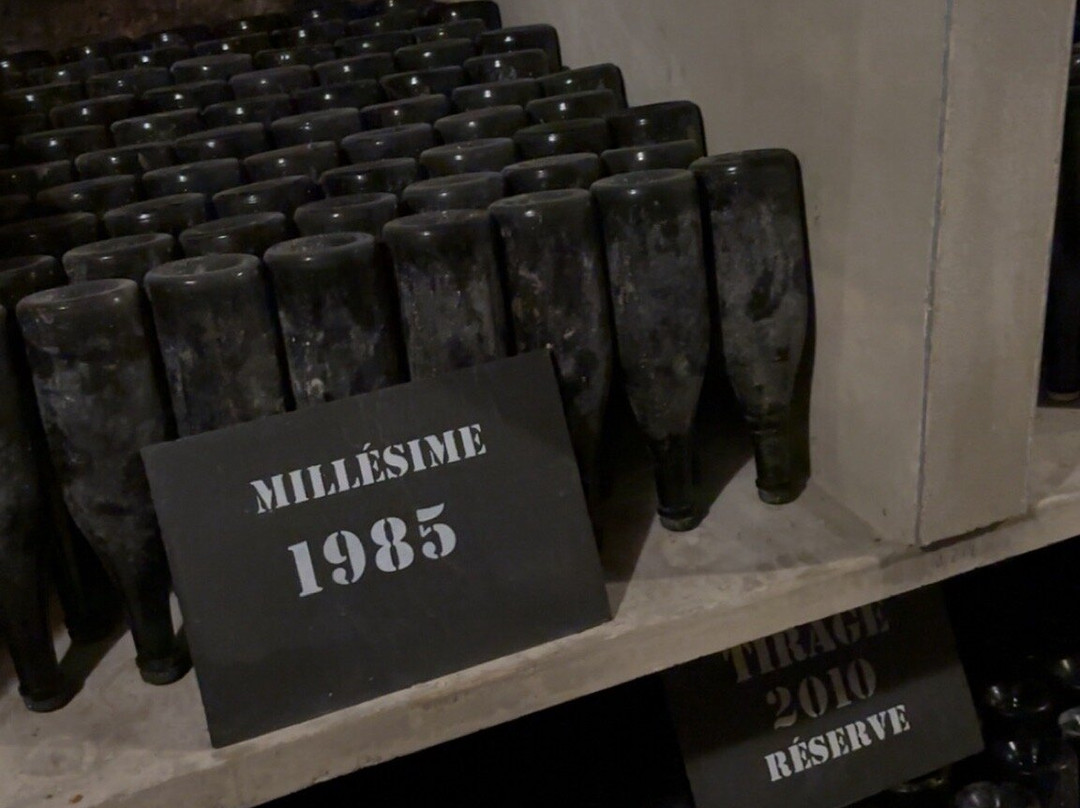 MILLÉSIME
1985
TIRAGE
2010
RÉSERVE